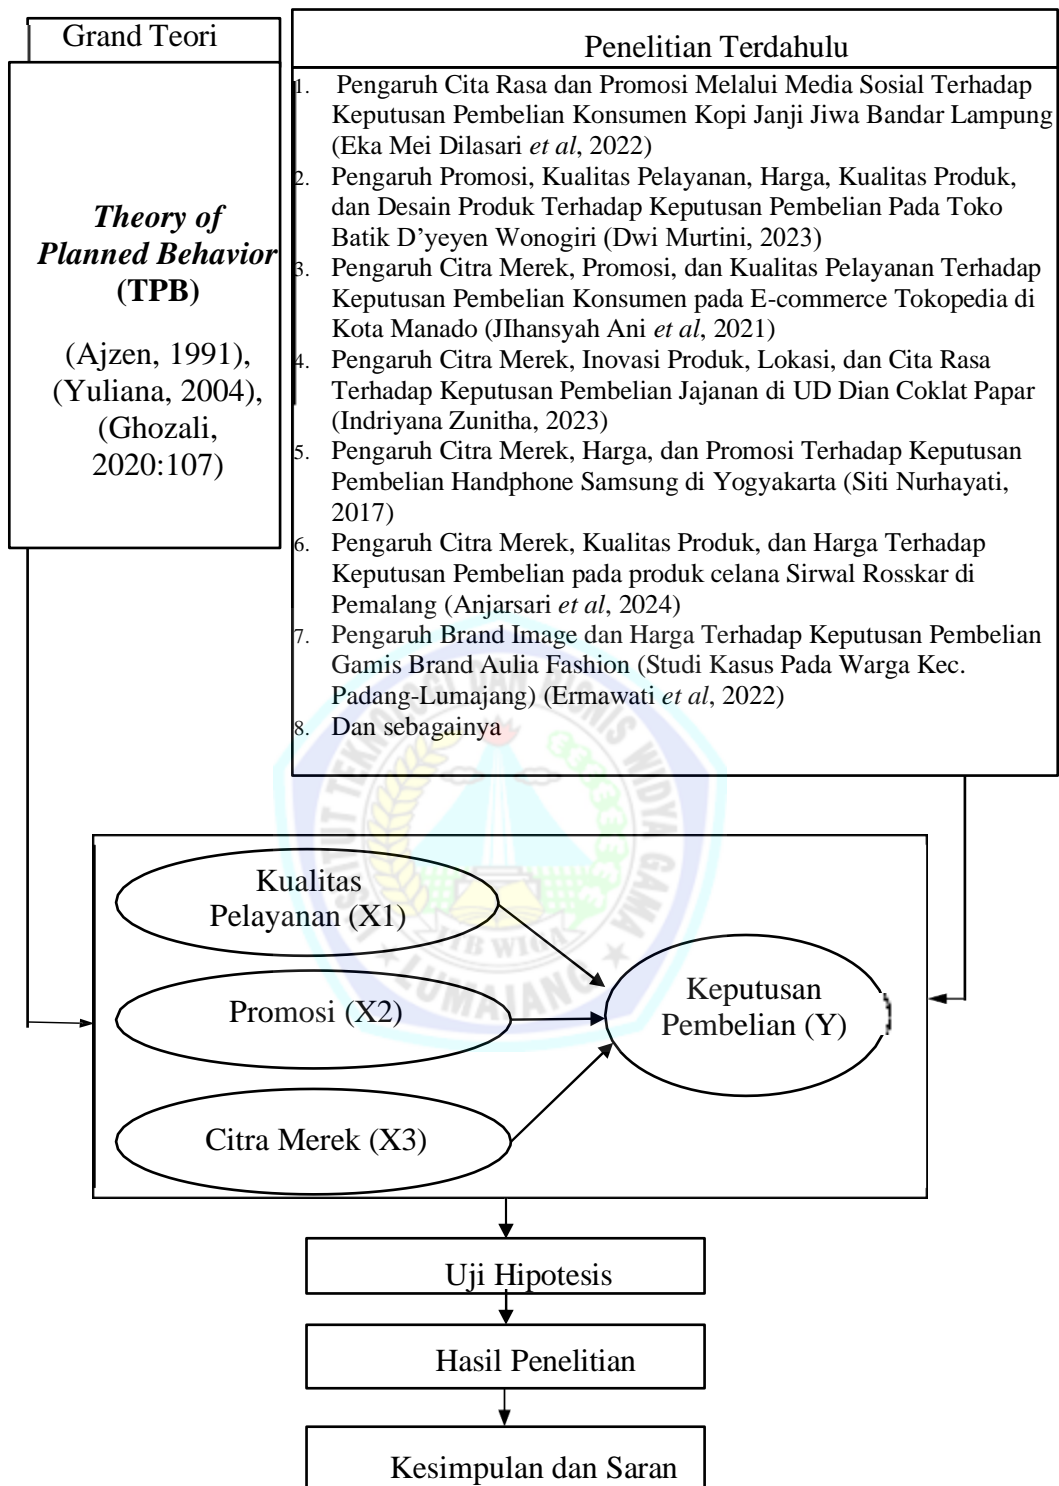 Grand Teori
Theory of
Planned Behavior
(TPB)
(Ajzen, 1991),
(Yuliana, 2004),
(Ghozali,
2020:107)
Penelitian Terdahulu
1. Pengaruh Cita Rasa dan Promosi Melalui Media Sosial Terhadap
Keputusan Pembelian Konsumen Kopi Janji Jiwa Bandar Lampung
(Eka Mei Dilasari et al, 2022)
2. Pengaruh Promosi, Kualitas Pelayanan, Harga, Kualitas Produk,
dan Desain Produk Terhadap Keputusan Pembelian Pada Toko
Batik D’yeyen Wonogiri (Dwi Murtini, 2023)
3. Pengaruh Citra Merek, Promosi, dan Kualitas Pelayanan Terhadap
Keputusan Pembelian Konsumen pada E-commerce Tokopedia di
Kota Manado (JIhansyah Ani et al, 2021)
4. Pengaruh Citra Merek, Inovasi Produk, Lokasi, dan Cita Rasa
Terhadap Keputusan Pembelian Jajanan di UD Dian Coklat Papar
(Indriyana Zunitha, 2023)
5. Pengaruh Citra Merek, Harga, dan Promosi Terhadap Keputusan
Pembelian Handphone Samsung di Yogyakarta (Siti Nurhayati,
2017)
6. Pengaruh Citra Merek, Kualitas Produk, dan Harga Terhadap
Keputusan Pembelian pada produk celana Sirwal Rosskar di
Pemalang (Anjarsari et al, 2024)
7. Pengaruh Brand Image dan Harga Terhadap Keputusan Pembelian
Gamis Brand Aulia Fashion (Studi Kasus Pada Warga Kec.
Padang-Lumajang) (Ermawati et al, 2022)
8. Dan sebagainya
INSTITUT TEKNOLOGI DAN BISNIS WIDYA GAMA
ITB WIGA
LUMAJANG
Kualitas
Pelayanan (X1)
Promosi (X2)
Citra Merek (X3)
Keputusan
Pembelian (Y)
Uji Hipotesis
Hasil Penelitian
Kesimpulan dan Saran